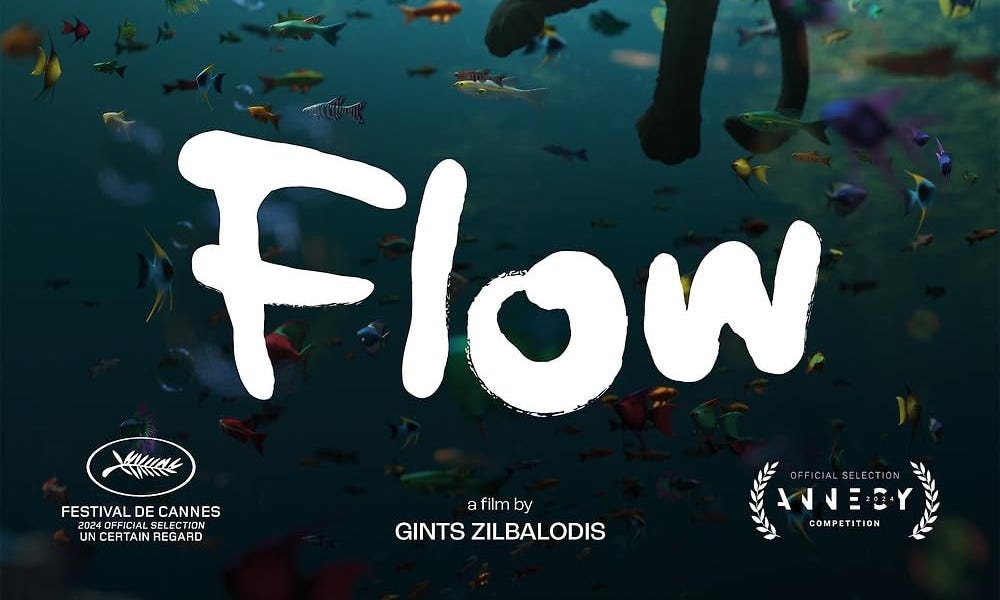 Flow
FESTIVAL DE CANNES
2024 OFFICIAL SELECTION
UN CERTAIN REGARD
a film by
GINTS ZILBALODIS
OFFICIAL SELECTION
ANNECY 2024
COMPETITION